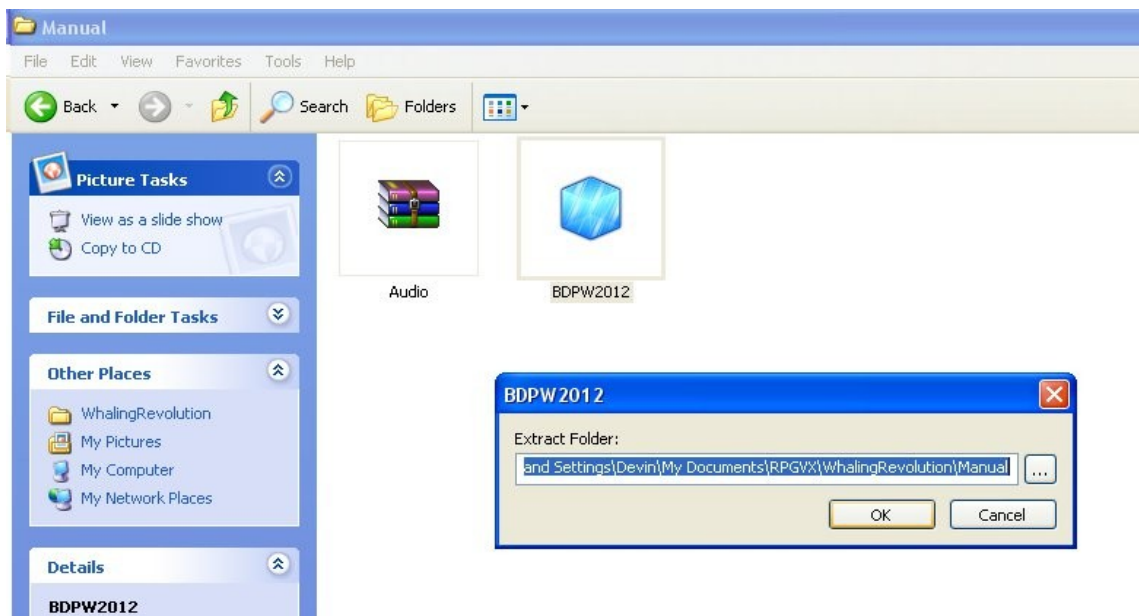 Manual
File Edit View Favorites Tools Help
Back Search Folders
Picture Tasks
View as a slide show
Copy to CD
File and Folder Tasks
Other Places
WhalingRevolution
My Pictures
My Computer
My Network Places
Details
BDPW2012
Audio
BDPW2012
BDPW2012
Extract Folder:
and Settings\Devin\My Documents\RPGVX\WhalingRevolution\Manual ...
OK Cancel